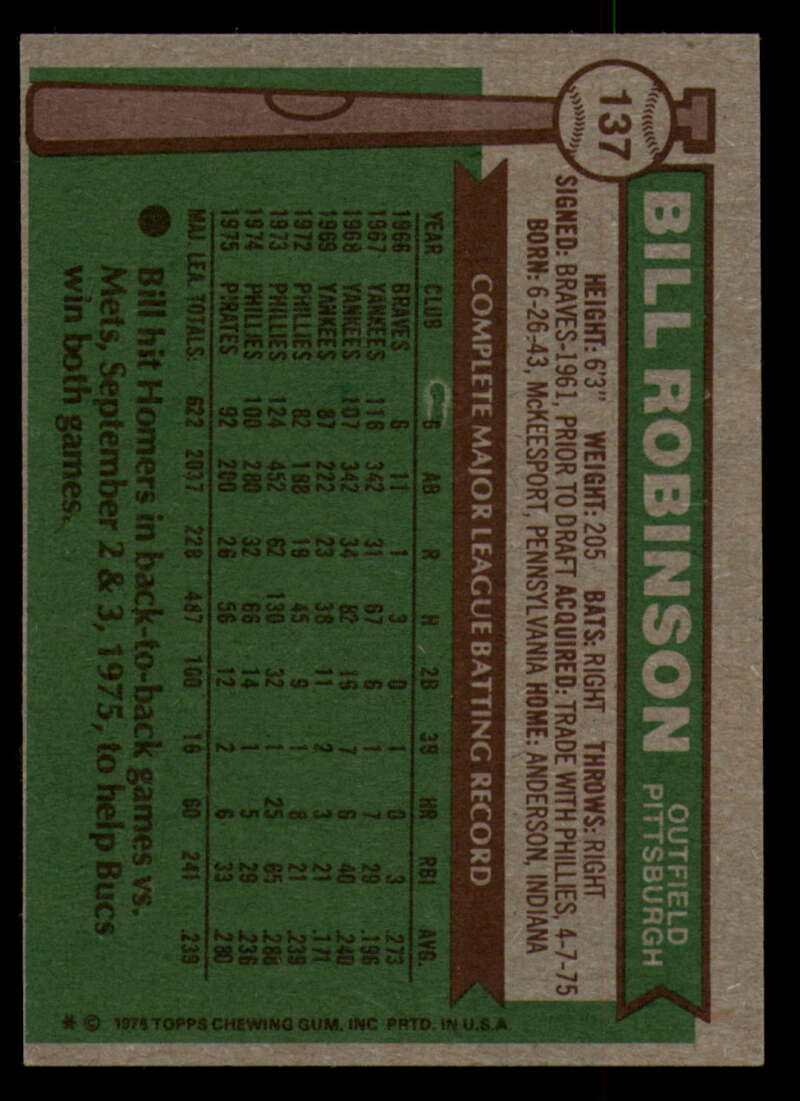 137
BILL ROBINSON
OUTFIELD
PITTSBURGH
HEIGHT: 6'3" WEIGHT: 205 BATS: RIGHT THROWS: RIGHT
SIGNED: BRAVES-1961, PRIOR TO DRAFT ACQUIRED: TRADE WITH PHILLIES, 4-7-75
BORN: 6-26-43, McKEESPORT, PENNSYLVANIA HOME: ANDERSON, INDIANA
COMPLETE MAJOR LEAGUE BATTING RECORD
YEAR CLUB G AB R H 2B 3B HR RBI AVG.
1966 BRAVES 6 11 1 3 0 1 0 3 .273
1967 YANKEES 116 342 31 67 6 1 7 29 .196
1968 YANKEES 107 342 34 82 16 7 6 40 .240
1969 YANKEES 87 222 23 38 11 2 3 21 .171
1972 PHILLIES 82 188 19 45 9 1 8 21 .239
1973 PHILLIES 124 452 62 130 32 1 25 65 .288
1974 PHILLIES 100 280 32 66 14 1 5 29 .236
1975 PIRATES 92 200 26 56 12 2 6 33 .280
MAJ. LEA. TOTALS. 622 2037 228 487 100 16 60 241 .239
Bill hit Homers in back-to-back games vs.
Mets, September 2 & 3, 1975, to help Bucs
win both games.
* © 1976 TOPPS CHEWING GUM, INC PRTD. IN U.S.A